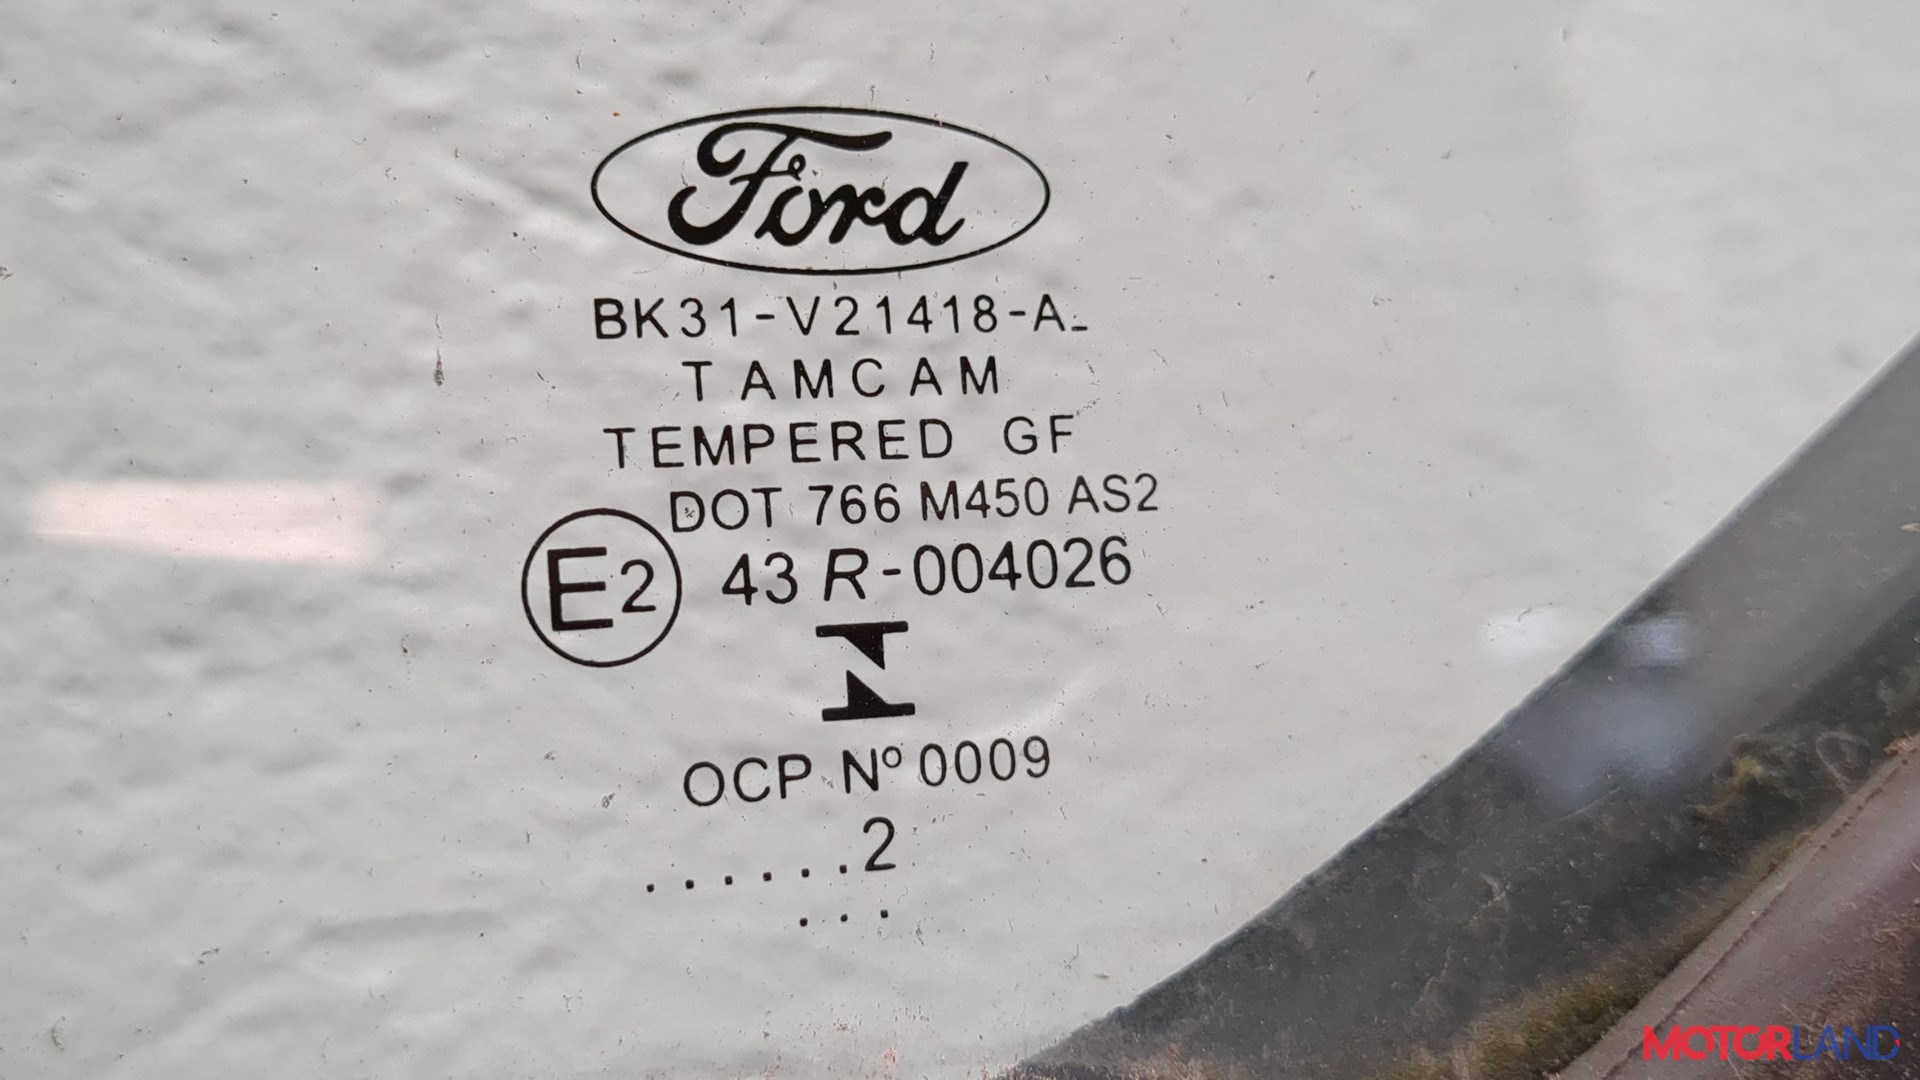 Ford
BK31-V21418-A-
TAMCAM
TEMPERED GF
DOT 766 M450 AS2
E2 43 R-004026
OCP Nº 0009
......2
...
MOTORLAND